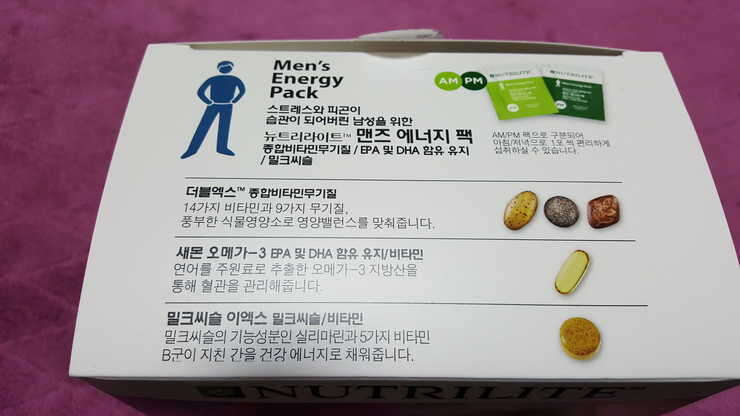 Men's
Energy
Pack
스트레스와 피곤이
습관이 되어버린 남성을 위한
뉴트리라이트™ 맨즈 에너지 팩
종합비타민무기질 / EPA 및 DHA 함유 유지
/ 밀크씨슬
AM PM
NUTRILITE
NUTRILITE
AM/PM 팩으로 구분되어
아침/저녁으로 1포 씩 편리하게
섭취하실 수 있습니다.
더블엑스™ 종합비타민무기질
14가지 비타민과 9가지 무기질,
풍부한 식물영양소로 영양밸런스를 맞춰줍니다.
새몬 오메가-3 EPA 및 DHA 함유 유지/비타민
연어를 주원료로 추출한 오메가-3 지방산을
통해 혈관을 관리해줍니다.
밀크씨슬 이엑스 밀크씨슬/비타민
밀크씨슬의 기능성분인 실리마린과 5가지 비타민
B군이 지친 간을 건강 에너지로 채워줍니다.
NUTRILITE